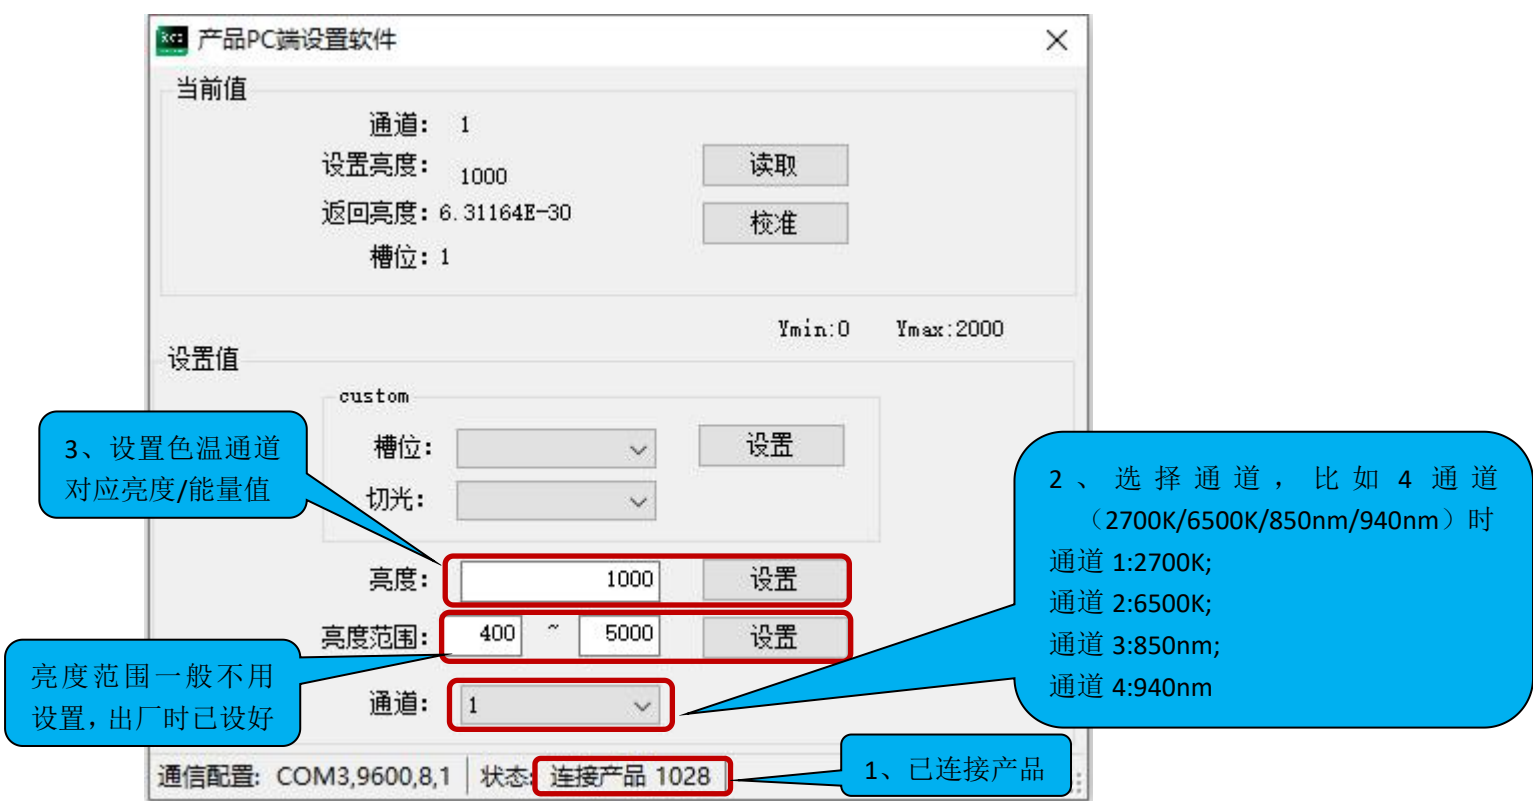 产品PC端设置软件
当前值
通道： 1
设置亮度： 1000
读取
返回亮度：6.31164E-30
校准
槽位：1
Ymin:0 Ymax:2000
设置值
custom
槽位： 设置
切光：
亮度： 1000 设置
亮度范围： 400 ~ 5000 设置
通道： 1
通信配置: COM3,9600,8,1 状态: 连接产品 1028
3、设置色温通道
对应亮度/能量值
亮度范围一般不用
设置，出厂时已设好
2、选择通道，比如4通道
（2700K/6500K/850nm/940nm）时
通道 1:2700K;
通道 2:6500K;
通道 3:850nm;
通道 4:940nm
1、已连接产品